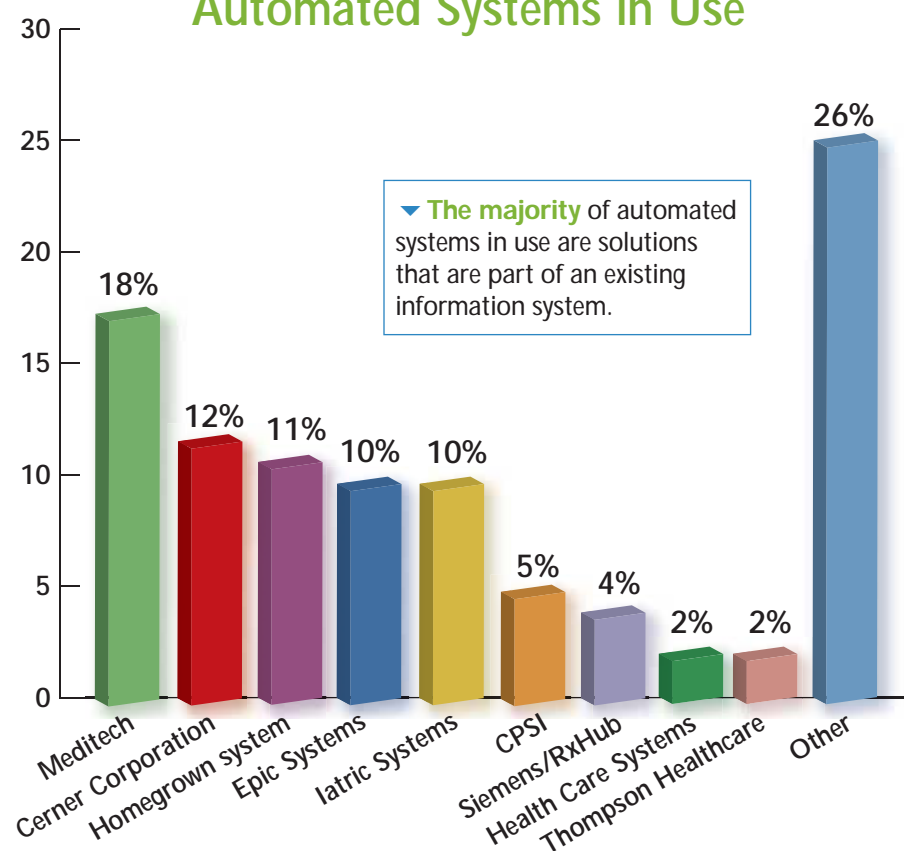 Automated Systems in Use
30
25
20
15
10
5
0
18%
12%
11%
10%
10%
5%
4%
2%
2%
26%
The majority of automated
systems in use are solutions
that are part of an existing
information system.
Meditech
Cerner Corporation
Homegrown system
Epic Systems
Iatric Systems
CPSI
Siemens/RxHub
Health Care Systems
Thompson Healthcare
Other